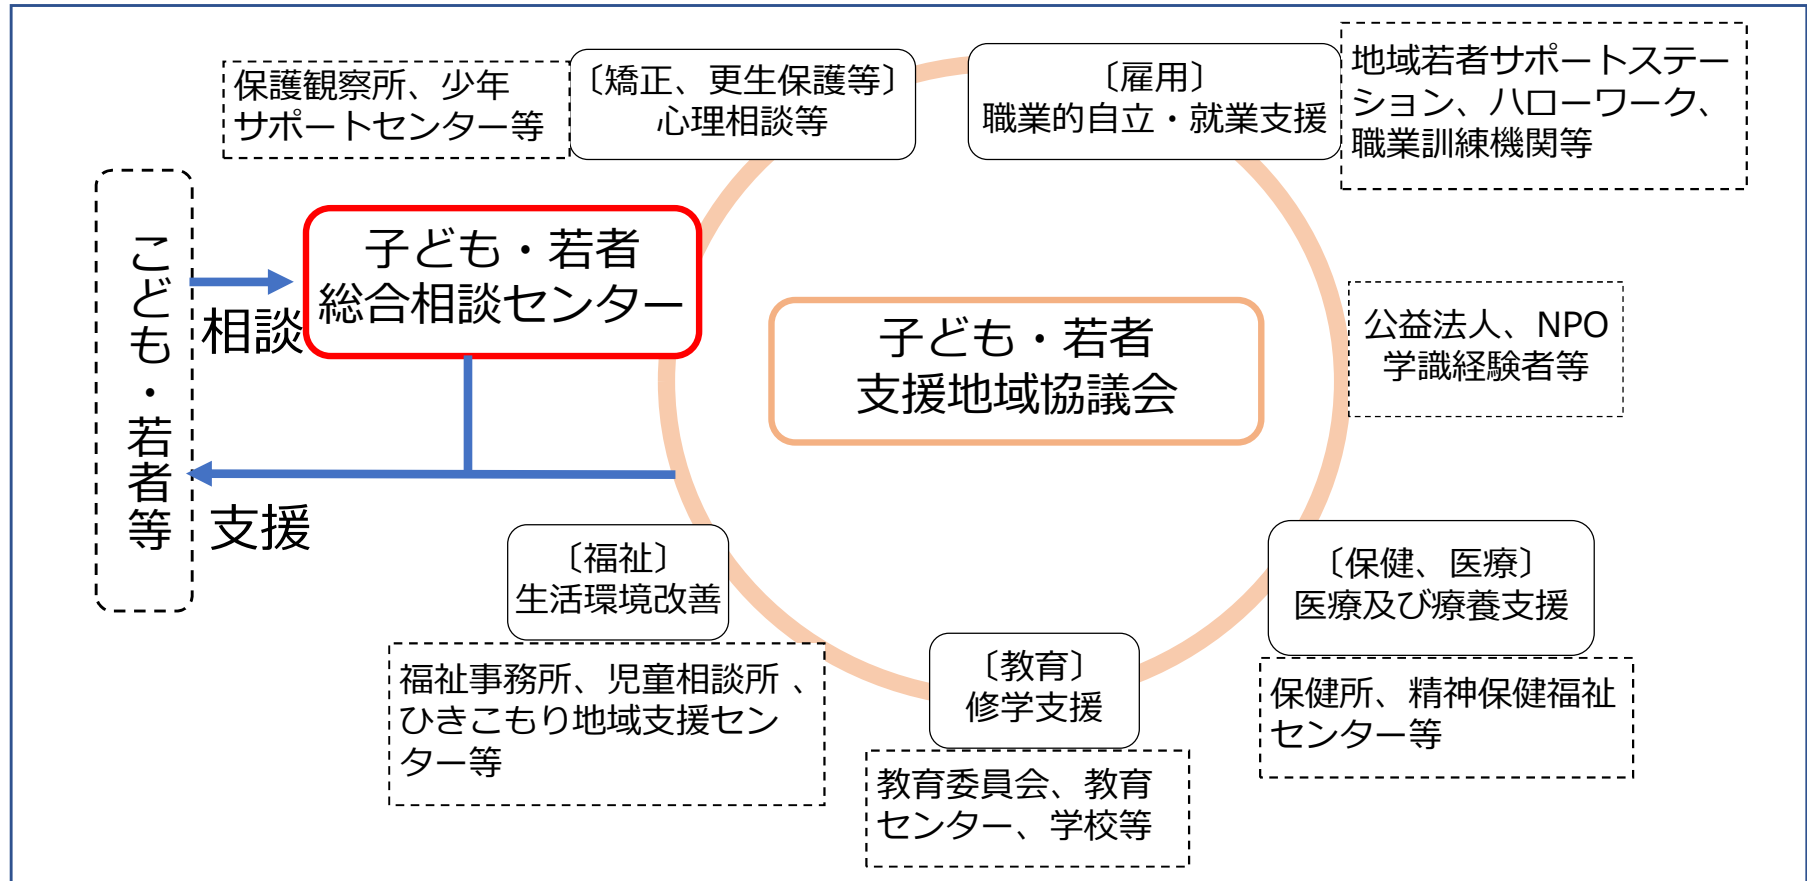 保護観察所、少年
サポートセンター等
〔矯正、更生保護等〕
心理相談等
〔雇用〕
職業的自立・就業支援
地域若者サポートステー
ション、ハローワーク、
職業訓練機関等
こども・若者等
相談
子ども・若者
総合相談センター
子ども・若者
支援地域協議会
公益法人、NPO
学識経験者等
支援
〔福祉〕
生活環境改善
福祉事務所、児童相談所 、
ひきこもり地域支援セン
ター等
〔教育〕
修学支援
教育委員会、教育
センター、学校等
〔保健、医療〕
医療及び療養支援
保健所、精神保健福祉
センター等